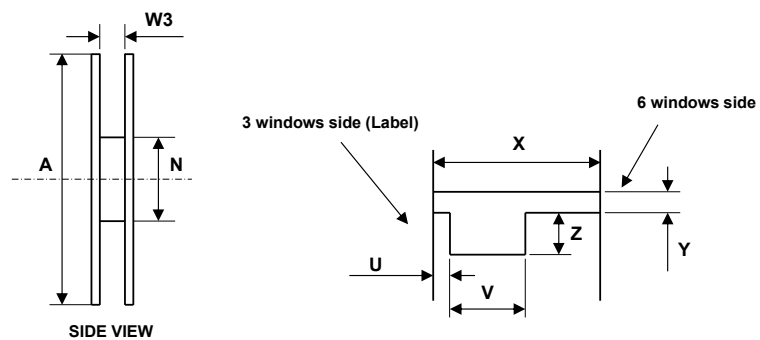 W3
A
N
SIDE VIEW
3 windows side (Label)
6 windows side
X
Z
Y
U
V